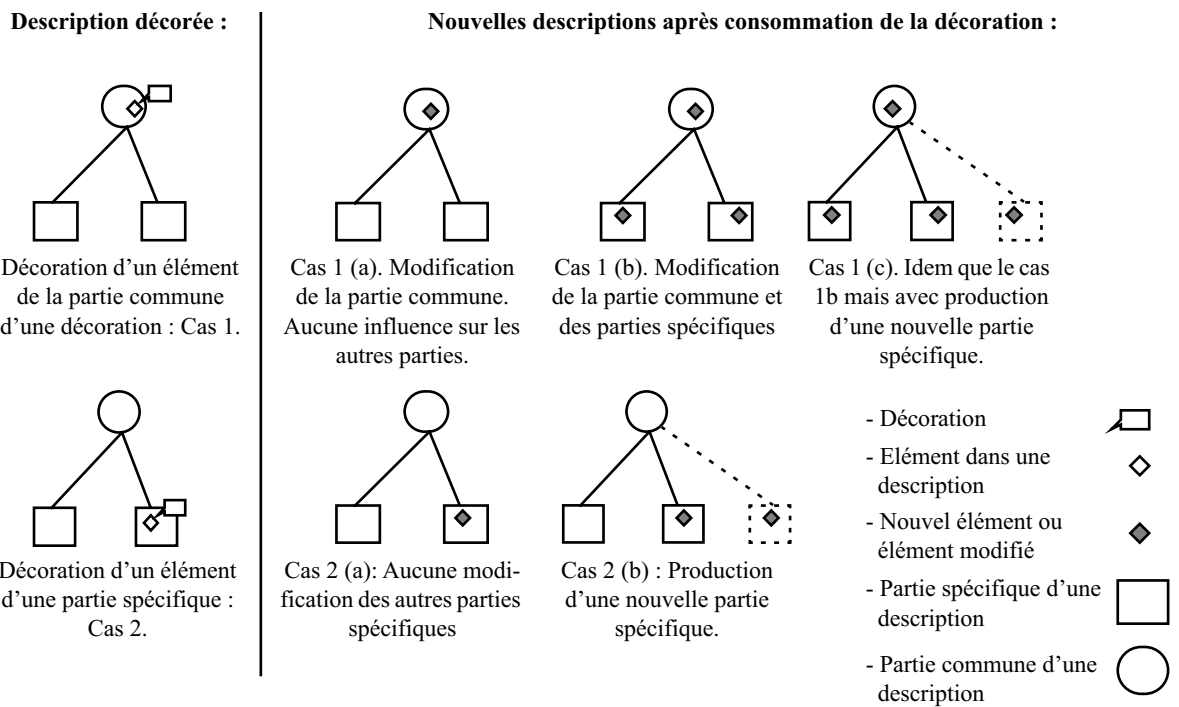 Description décorée :
Nouvelles descriptions après consommation de la décoration :
Décoration d’un élément
de la partie commune
d’une décoration : Cas 1.
Cas 1 (a). Modification
de la partie commune.
Aucune influence sur les
autres parties.
Cas 1 (b). Modification
de la partie commune et
des parties spécifiques
Cas 1 (c). Idem que le cas
1b mais avec production
d’une nouvelle partie
spécifique.
Décoration d’un élément
d’une partie spécifique :
Cas 2.
Cas 2 (a): Aucune modi-
fication des autres parties
spécifiques
Cas 2 (b) : Production
d’une nouvelle partie
spécifique.
- Décoration
- Elément dans une
description
- Nouvel élément ou
élément modifié
- Partie spécifique d’une
description
- Partie commune d’une
description